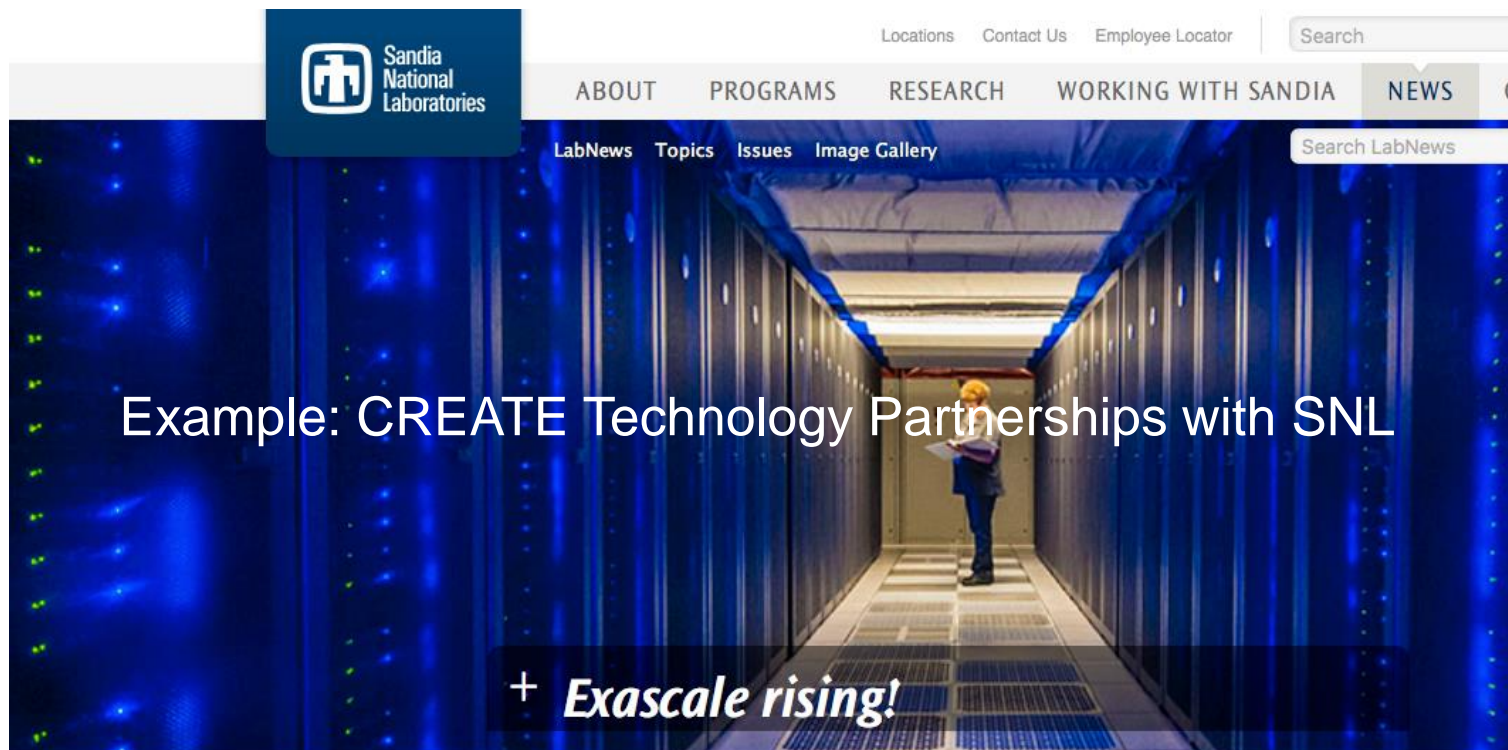 Locations Contact Us Employee Locator Search
Sandia
National
Laboratories
ABOUT PROGRAMS RESEARCH WORKING WITH SANDIA NEWS
LabNews Topics Issues Image Gallery Search LabNews
Example: CREATE Technology Partnerships with SNL
+ Exascale rising!